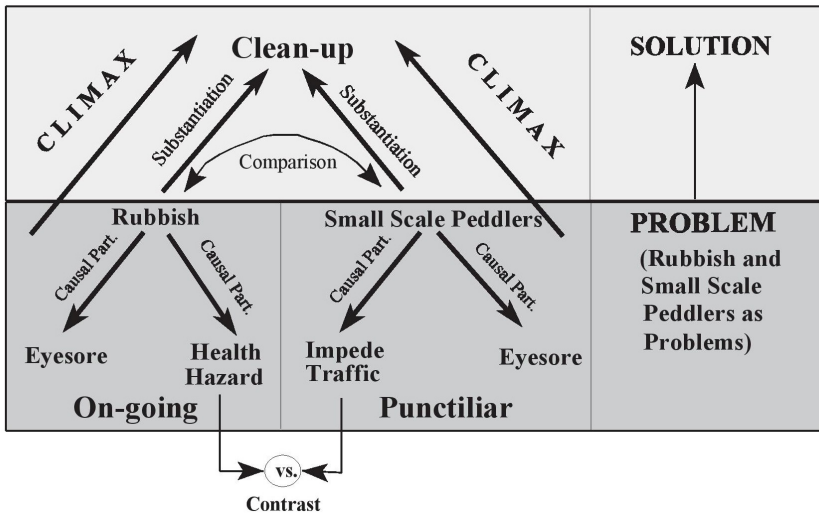 Clean-up
SOLUTION
CLIMAX
Substantiation
Comparison
Substantiation
CLIMAX
Rubbish
Small Scale Peddlers
PROBLEM
(Rubbish and
Small Scale
Peddlers as
Problems)
Causal Part.
Causal Part.
Causal Part.
Causal Part.
Eyesore
Health
Hazard
Impede
Traffic
Eyesore
On-going
Punctiliar
vs.
Contrast